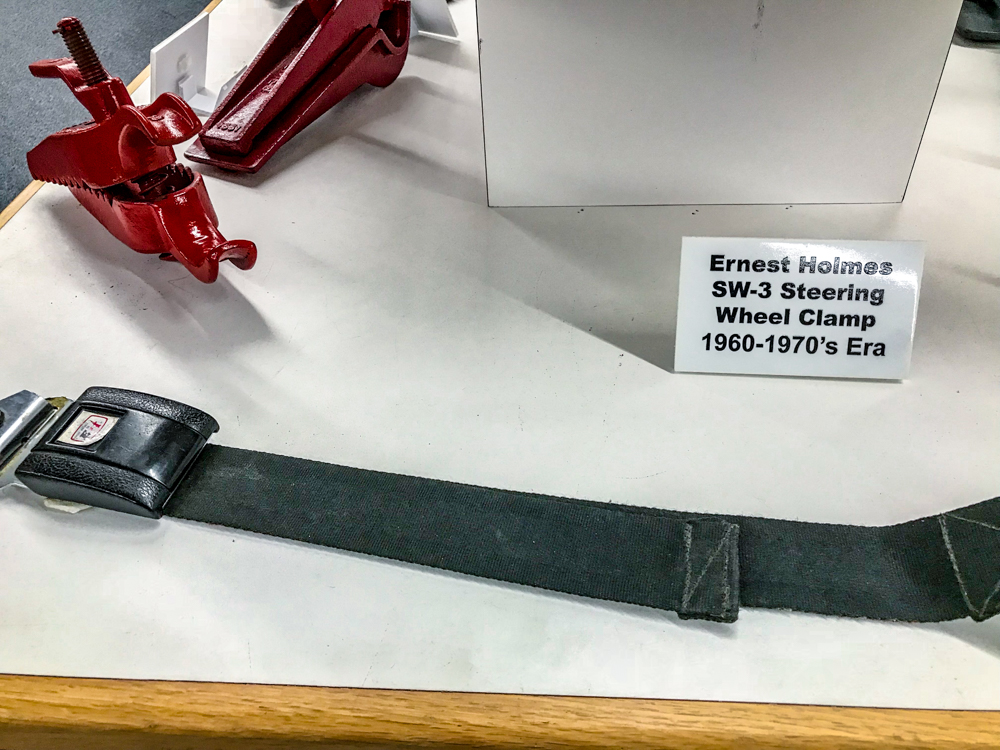 Ernest Holmes
SW-3 Steering
Wheel Clamp
1960-1970's Era